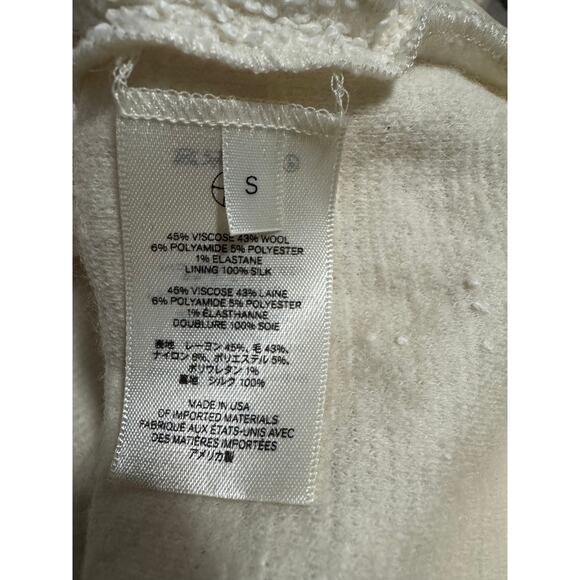 S
45% VISCOSE 43% WOOL
6% POLYAMIDE 5% POLYESTER
1% ELASTANE
LINING 100% SILK
45% VISCOSE 43% LAINE
6% POLYAMIDE 5% POLYESTER
1% ÉLASTHANNE
DOUBLURE 100% SOIE
表地 レーヨン 45%, 毛 43%,
ナイロン 6%, ポリエステル 5%,
ポリウレタン 1%
裏地 シルク 100%
MADE IN USA
OF IMPORTED MATERIALS
FABRIQUÉ AUX ÉTATS-UNIS AVEC
DES MATIÈRES IMPORTÉES
アメリカ製